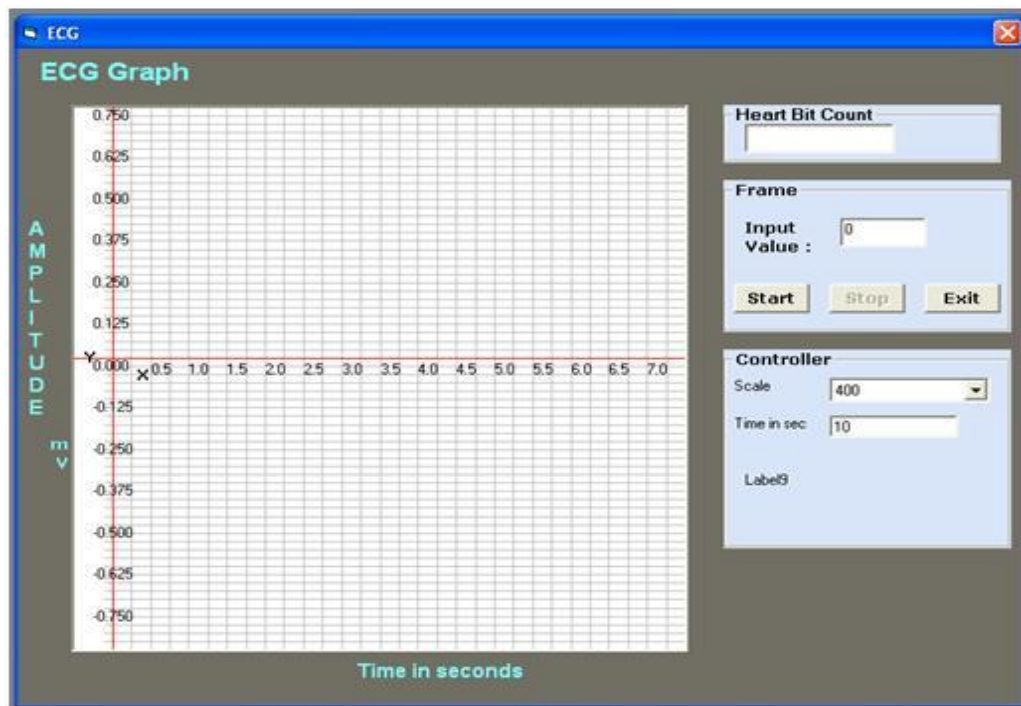 ECG
ECG Graph
AMPLITUDE
mv
0.750
0.625
0.500
0.375
0.250
0.125
Y
0.000
X 0.5 1.0 1.5 2.0 2.5 3.0 3.5 4.0 4.5 5.0 5.5 6.0 6.5 7.0
-0.125
-0.250
-0.375
-0.500
-0.625
-0.750
Time in seconds
Heart Bit Count
Frame
Input
Value :
0
Start Stop Exit
Controller
Scale 400
Time in sec 10
Label9